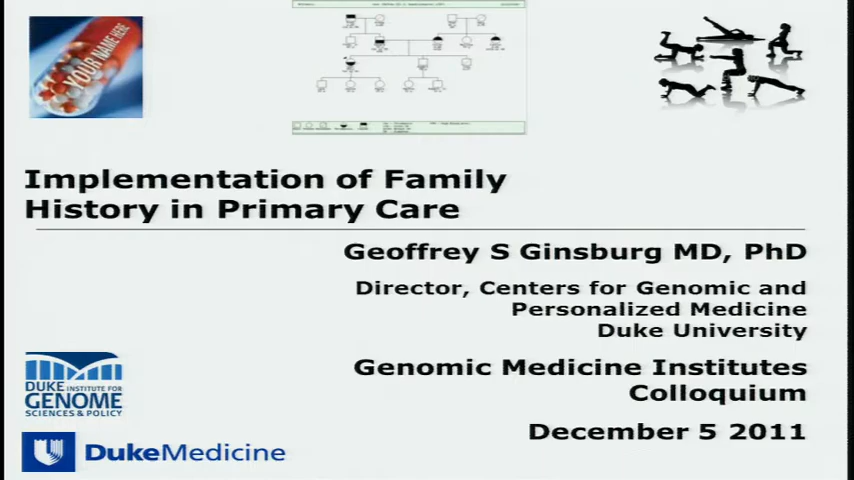 YOUR NAME HERE
Implementation of Family
History in Primary Care
Geoffrey S Ginsburg MD, PhD
Director, Centers for Genomic and
Personalized Medicine
Duke University
Genomic Medicine Institutes
Colloquium
December 5 2011
DUKE INSTITUTE FOR
GENOME
SCIENCES & POLICY
DukeMedicine